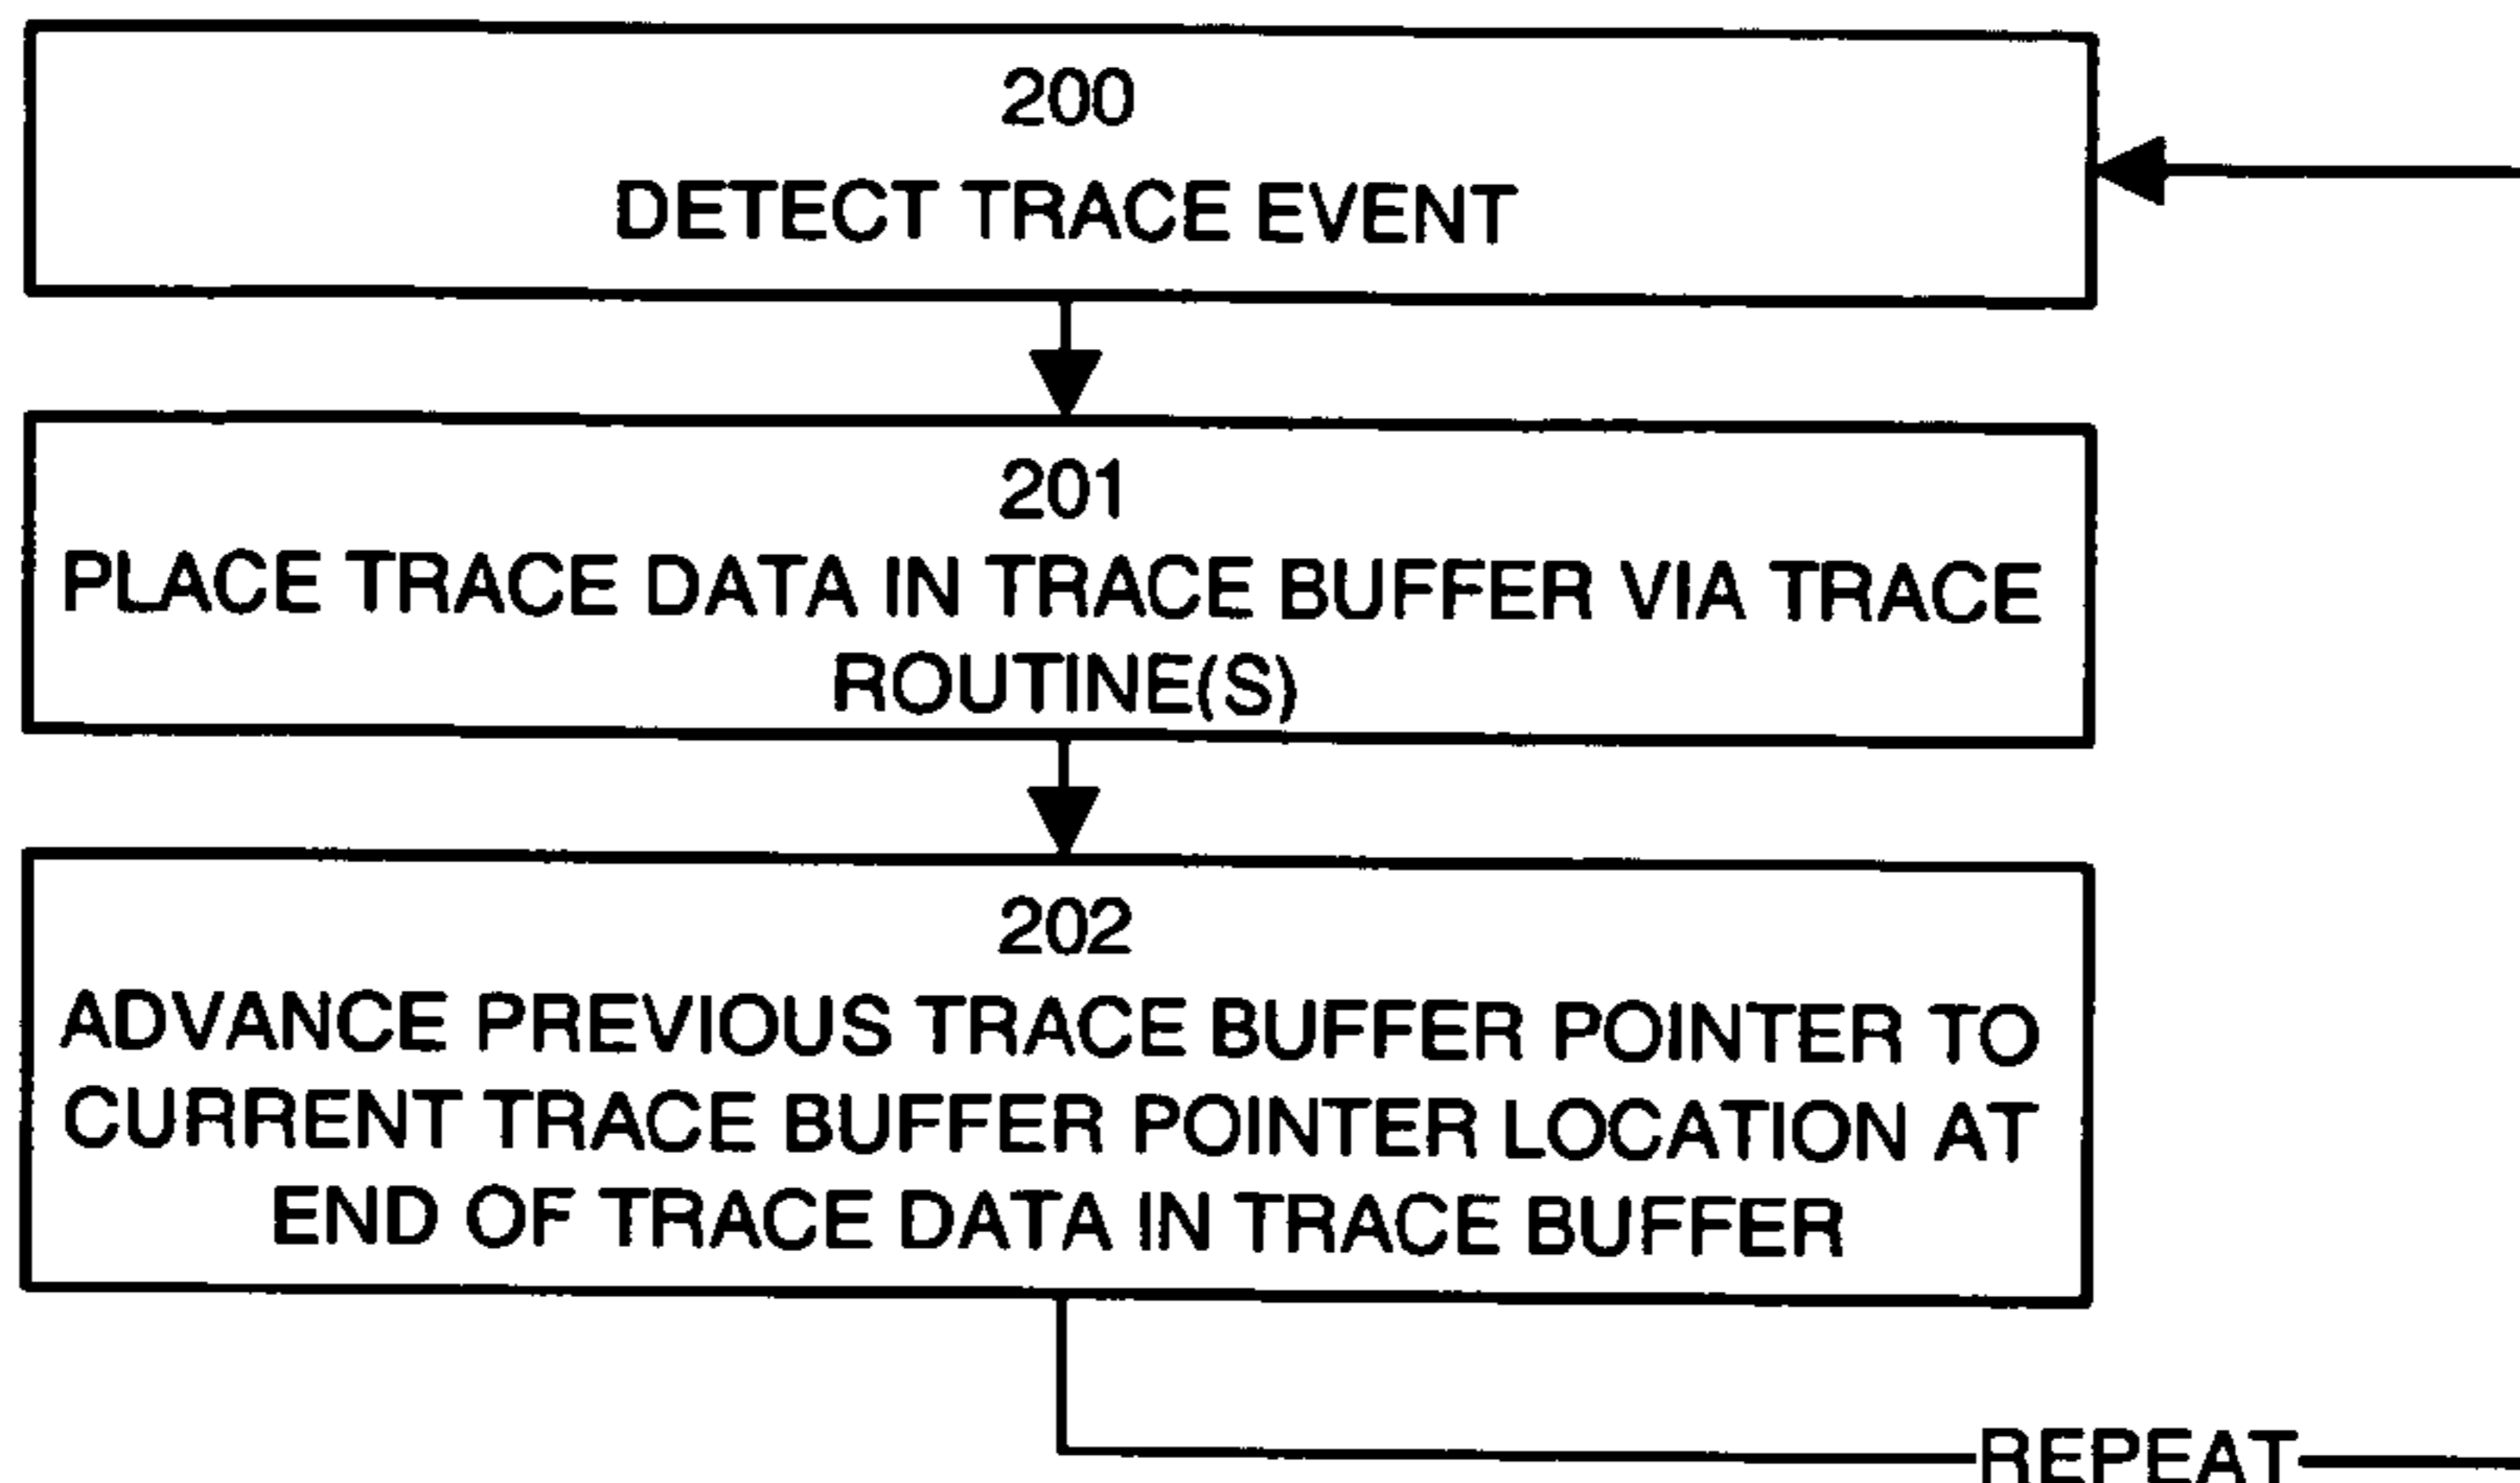 200
DETECT TRACE EVENT
201
PLACE TRACE DATA IN TRACE BUFFER VIA TRACE
ROUTINE(S)
202
ADVANCE PREVIOUS TRACE BUFFER POINTER TO
CURRENT TRACE BUFFER POINTER LOCATION AT
END OF TRACE DATA IN TRACE BUFFER
REPEAT